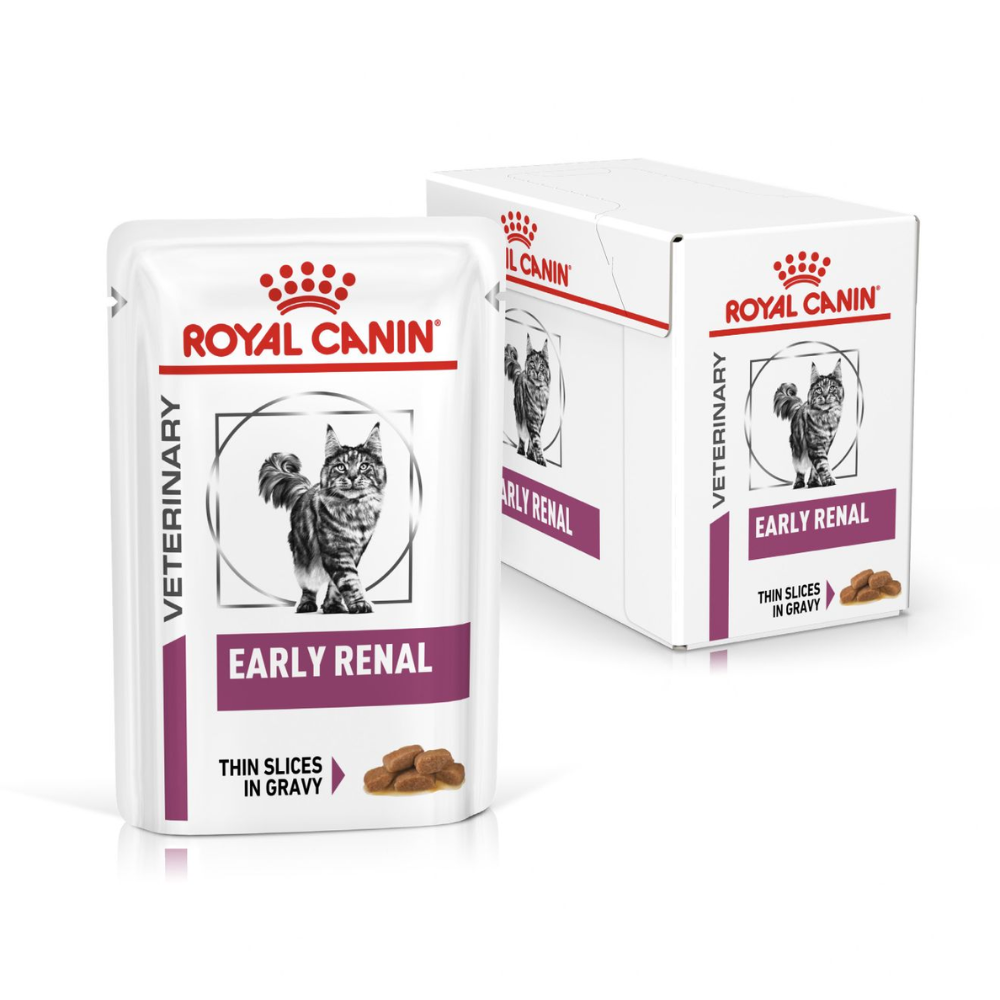 ROYAL CANIN®
VETERINARY
EARLY RENAL
THIN SLICES
IN GRAVY
IL CANIN®
ARLY RENAL
ROYAL CANIN®
VETERINARY
EARLY RENAL
THIN SLICES
IN GRAVY